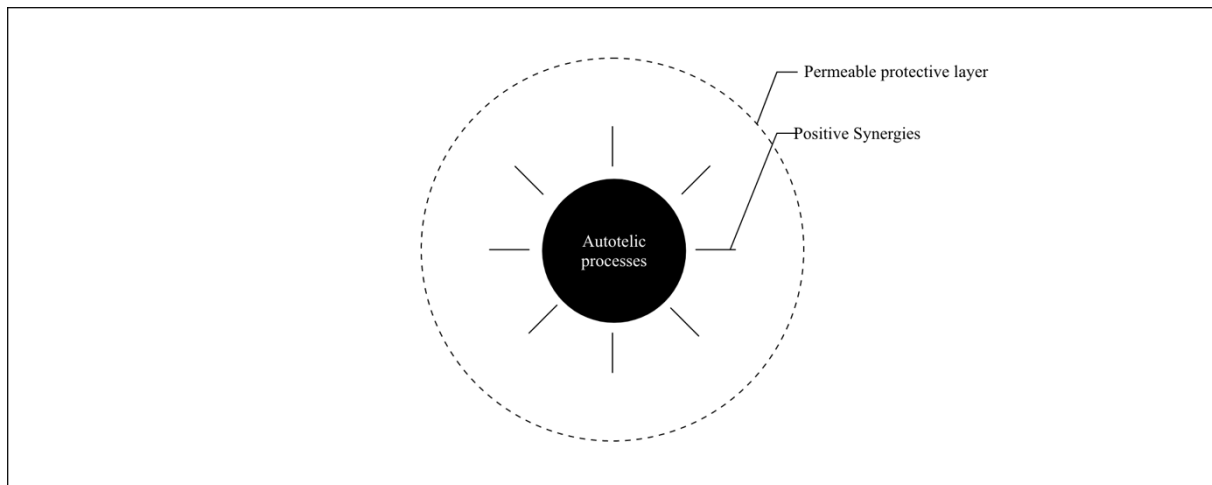 Permeable protective layer
Positive Synergies
Autotelic
processes